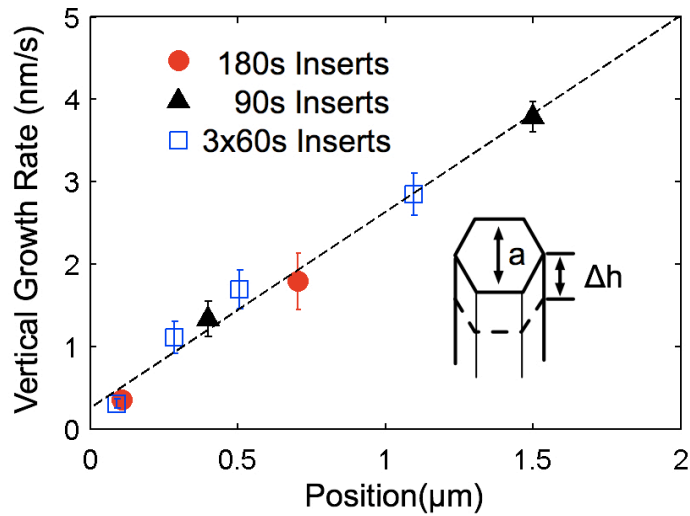 Vertical Growth Rate (nm/s)
5
4
3
2
1
0
180s Inserts
90s Inserts
3x60s Inserts
a
Δh
0
0.5
1
1.5
2
Position(μm)